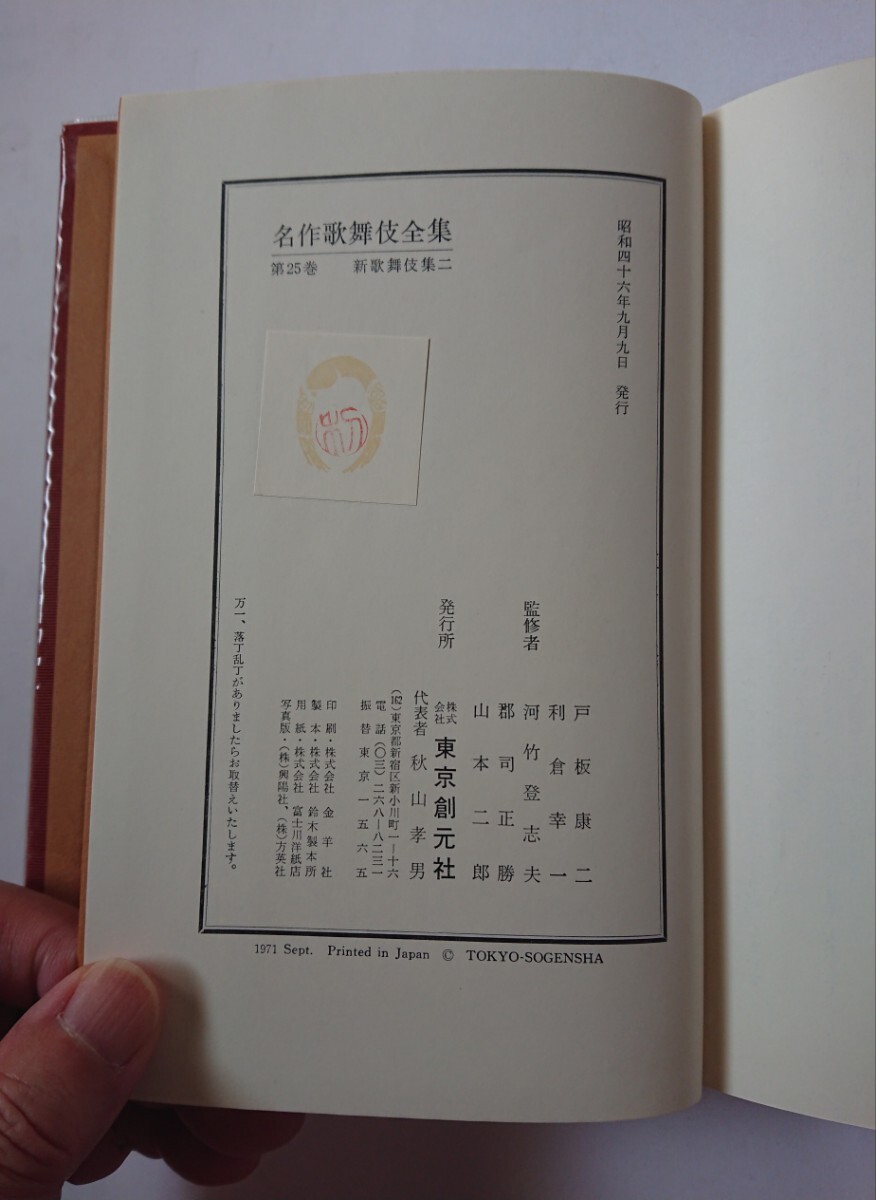 名作歌舞伎全集
第25巻 新歌舞伎集二
昭和四十六年九月九日 発行
監修者
戸板康二
利倉幸一
河竹登志夫
郡司正勝
山本二郎
発行所
株式会社 東京創元社
代表者 秋山孝男
(162)東京都新宿区新小川町一ー十六
電話(〇三)二六八ー八二三一
振替東京一五六五
印刷・株式会社 金羊社
製本・株式会社 鈴木製本所
用紙・株式会社 富士川洋紙店
写真版・(株)興陽社、(株)方英社
万一、落丁乱丁がありましたらお取替えいたします。
1971 Sept. Printed in Japan © TOKYO-SOGENSHA